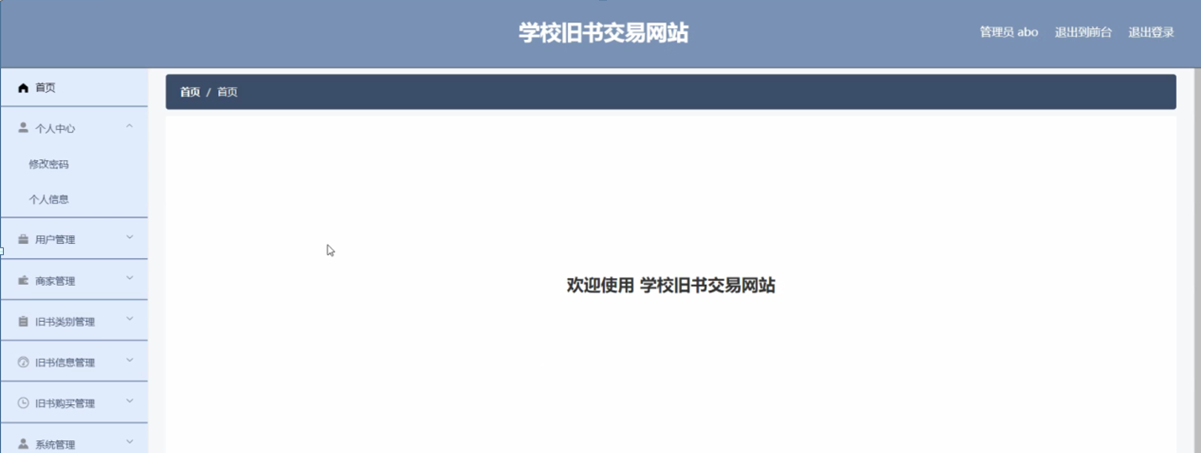 学校旧书交易网站
管理员 abo 退出到前台 退出登录
首页
首页 / 首页
个人中心
修改密码
个人信息
用户管理
商家管理
旧书类别管理
旧书信息管理
旧书购买管理
系统管理
欢迎使用 学校旧书交易网站